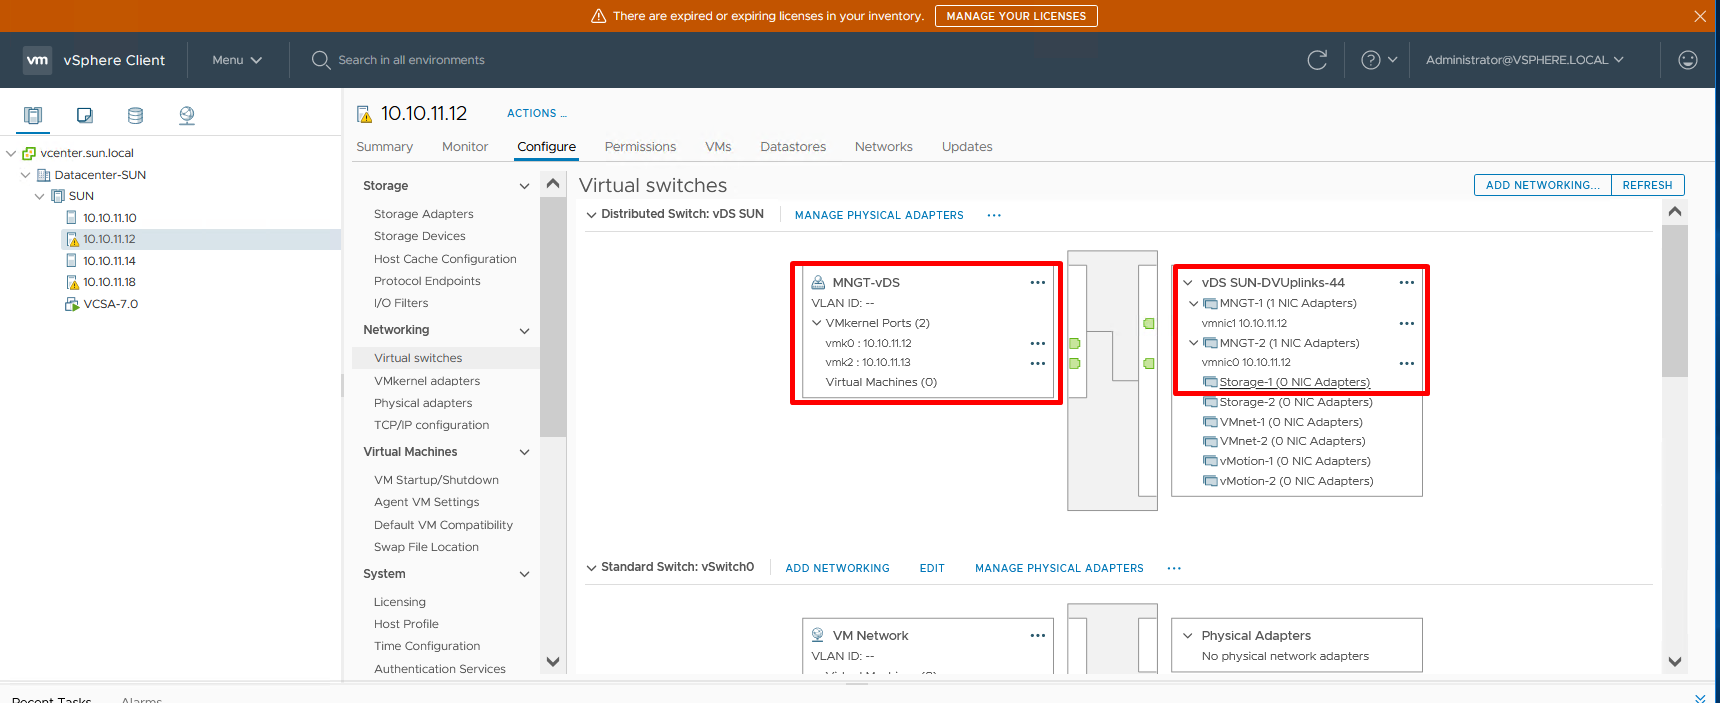 There are expired or expiring licenses in your inventory. MANAGE YOUR LICENSES
vm vSphere Client Menu Search in all environments Administrator@VSPHERE.LOCAL
vcenter.sun.local
Datacenter-SUN
SUN
10.10.11.10
10.10.11.12
10.10.11.14
10.10.11.18
VCSA-7.0
10.10.11.12 ACTIONS ...
Summary Monitor Configure Permissions VMs Datastores Networks Updates
Storage
Storage Adapters
Storage Devices
Host Cache Configuration
Protocol Endpoints
I/O Filters
Networking
Virtual switches
VMkernel adapters
Physical adapters
TCP/IP configuration
Virtual Machines
VM Startup/Shutdown
Agent VM Settings
Default VM Compatibility
Swap File Location
System
Licensing
Host Profile
Time Configuration
Authentication Services
Virtual switches
ADD NETWORKING... REFRESH
Distributed Switch: vDS SUN MANAGE PHYSICAL ADAPTERS ...
MNGT-vDS ...
VLAN ID: --
VMkernel Ports (2)
vmk0 : 10.10.11.12 ...
vmk2 : 10.10.11.13 ...
Virtual Machines (0)
vDS SUN-DVUplinks-44 ...
MNGT-1 (1 NIC Adapters)
vmnic1 10.10.11.12 ...
MNGT-2 (1 NIC Adapters)
vmnic0 10.10.11.12 ...
Storage-1 (0 NIC Adapters)
Storage-2 (0 NIC Adapters)
VMnet-1 (0 NIC Adapters)
VMnet-2 (0 NIC Adapters)
vMotion-1 (0 NIC Adapters)
vMotion-2 (0 NIC Adapters)
Standard Switch: vSwitch0 ADD NETWORKING EDIT MANAGE PHYSICAL ADAPTERS ...
VM Network ...
VLAN ID: --
Physical Adapters
No physical network adapters
Recent Tasks Alarms